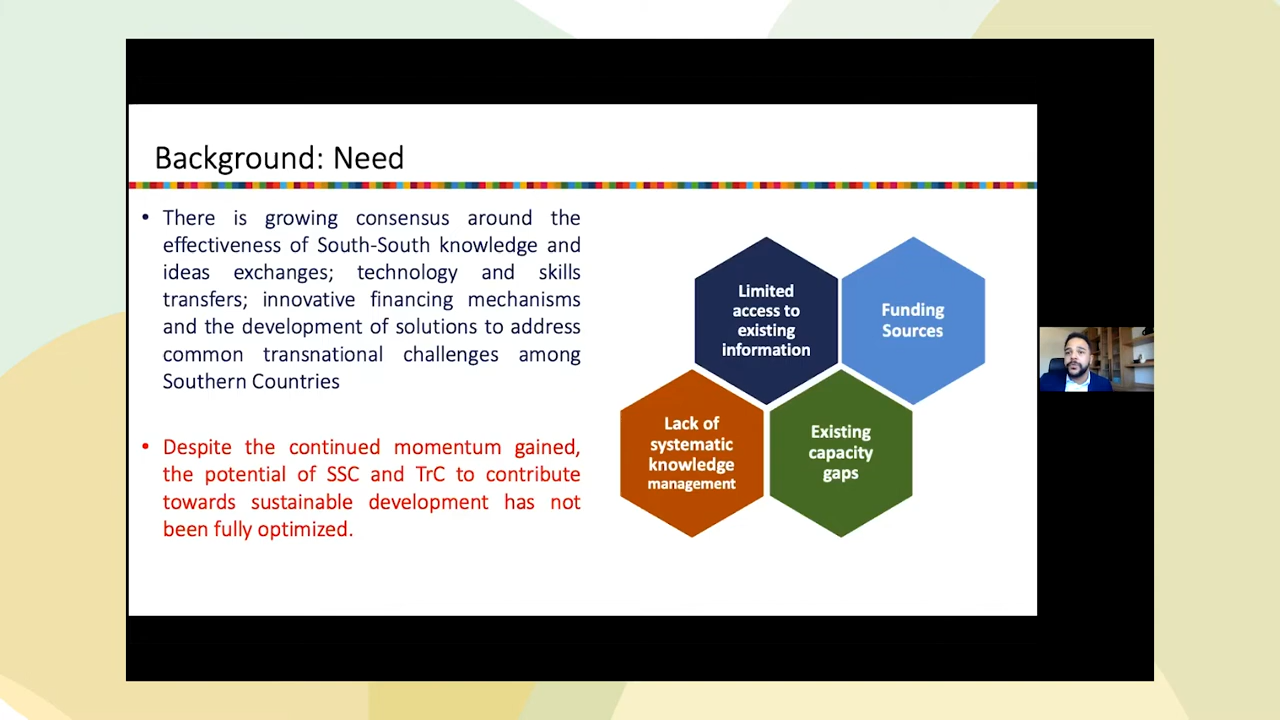 Background: Need
• There is growing consensus around the
effectiveness of South-South knowledge and
ideas exchanges; technology and skills
transfers; innovative financing mechanisms
and the development of solutions to address
common transnational challenges among
Southern Countries
• Despite the continued momentum gained,
the potential of SSC and TrC to contribute
towards sustainable development has not
been fully optimized.
Limited
access to
existing
information
Funding
Sources
Lack of
systematic
knowledge
management
Existing
capacity
gaps